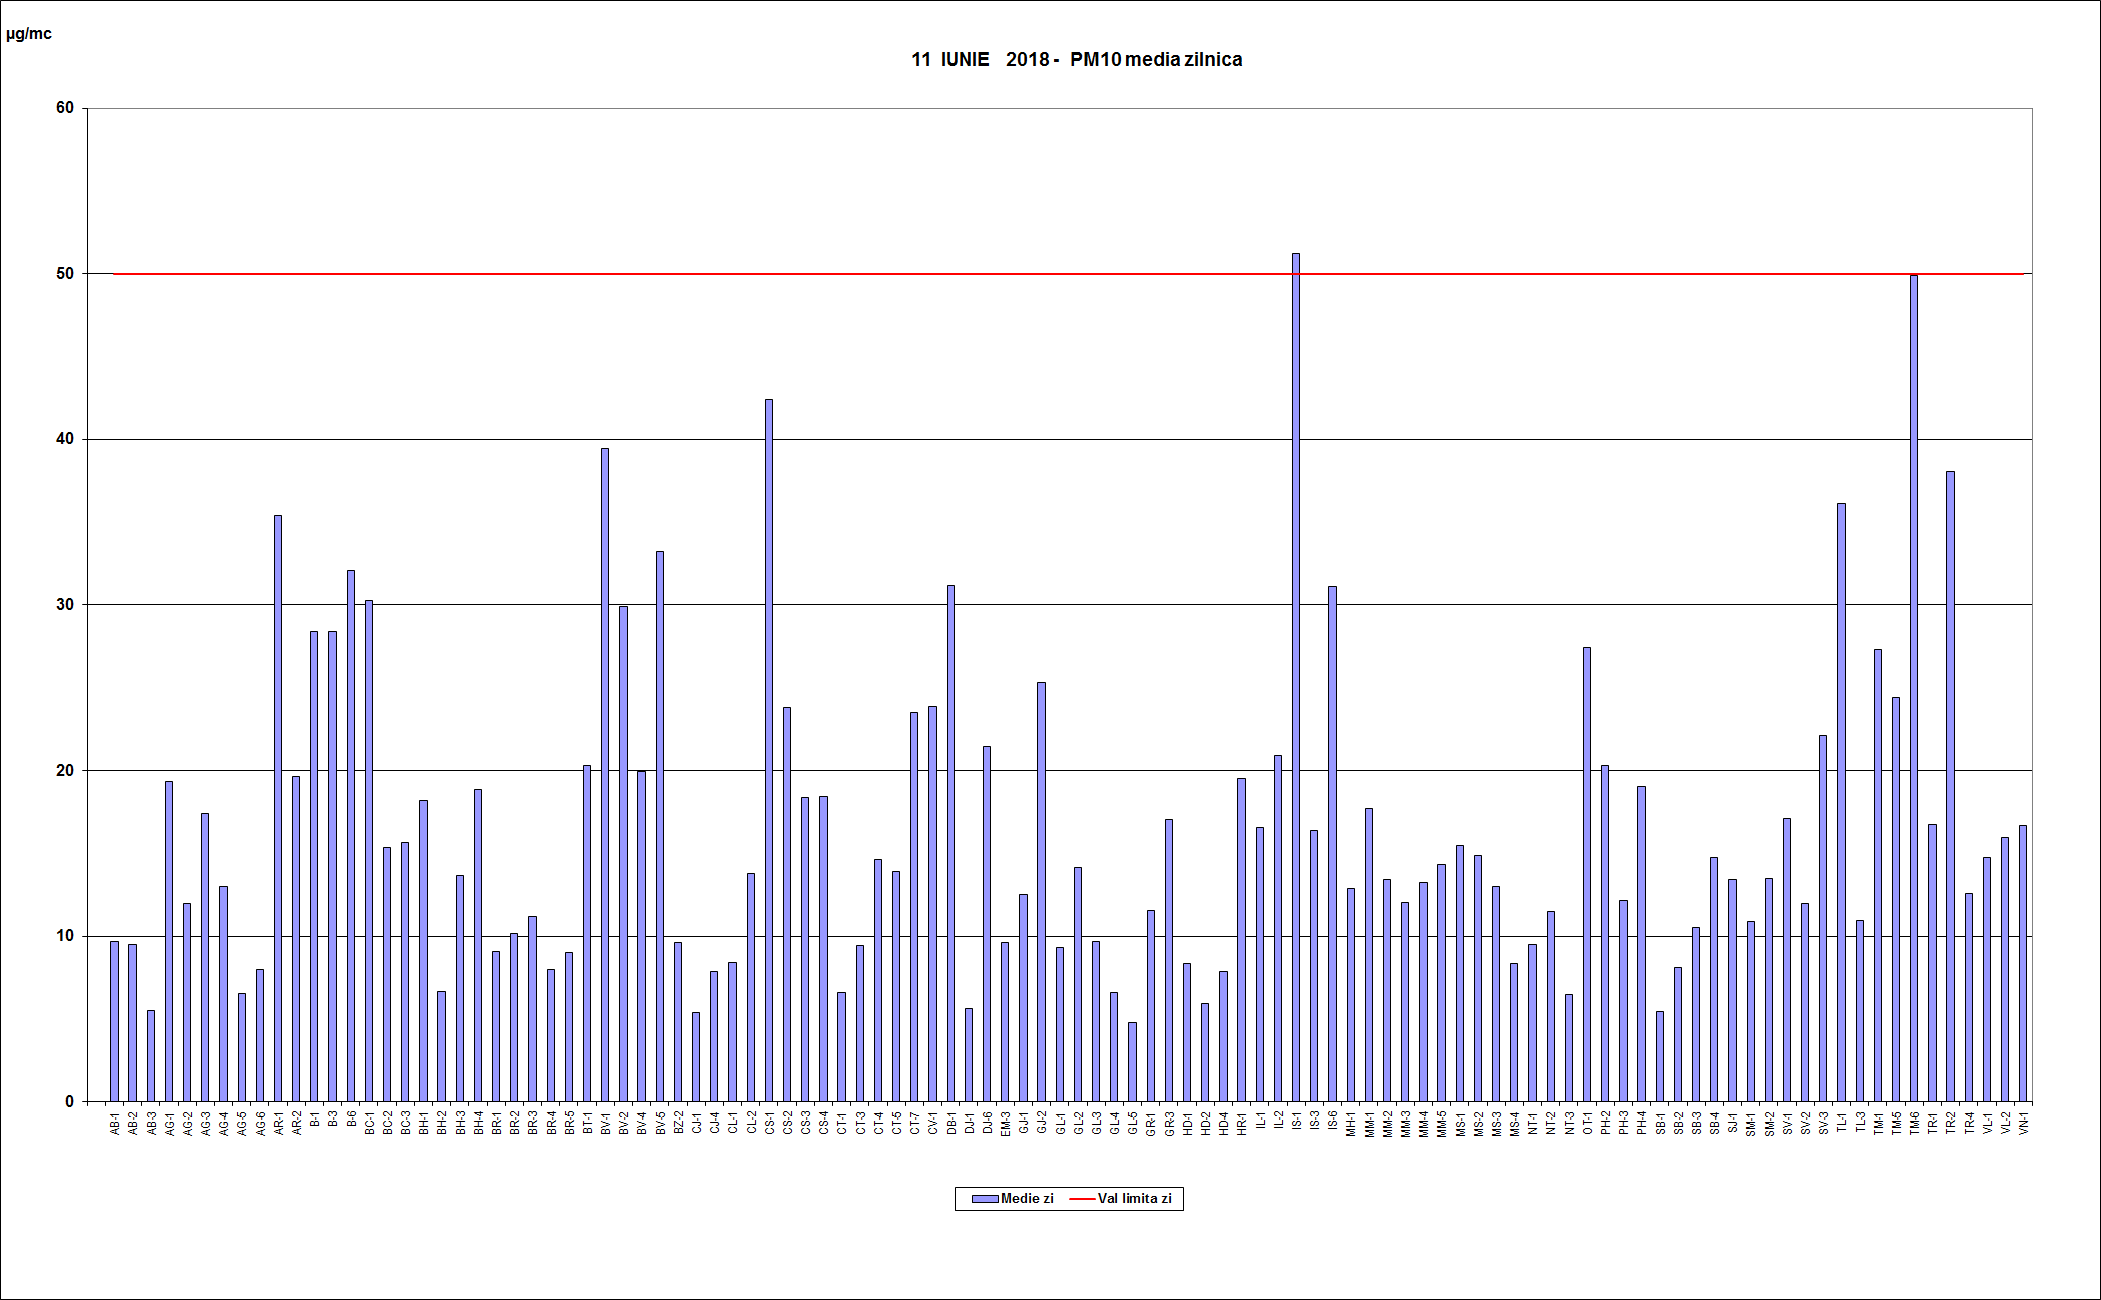 µg/mc
11 IUNIE 2018 - PM10 media zilnica
60
50
40
30
20
10
0
AB-1 AB-2 AB-3 AG-1 AG-2 AG-3 AG-4 AG-5 AG-6 AR-1 AR-2 B-1 B-3 B-6 BC-1 BC-2 BC-3 BH-1 BH-2 BH-3 BH-4 BR-1 BR-2 BR-3 BR-4 BR-5 BT-1 BV-1 BV-2 BV-4 BV-5 BZ-2 CJ-1 CJ-4 CL-1 CL-2 CS-1 CS-2 CS-3 CS-4 CT-1 CT-3 CT-4 CT-5 CT-7 CV-1 DB-1 DJ-1 DJ-6 EM-3 GJ-1 GJ-2 GL-1 GL-2 GL-3 GL-4 GL-5 GR-1 GR-3 HD-1 HD-2 HD-4 HR-1 IL-1 IL-2 IS-1 IS-3 IS-6 MH-1 MM-1 MM-2 MM-3 MM-4 MM-5 MS-1 MS-2 MS-3 MS-4 NT-1 NT-2 NT-3 OT-1 PH-2 PH-3 PH-4 SB-1 SB-2 SB-3 SB-4 SJ-1 SM-1 SM-2 SV-1 SV-2 SV-3 TL-1 TL-3 TM-1 TM-5 TM-6 TR-1 TR-2 TR-4 VL-1 VL-2 VN-1
Medie zi Val limita zi